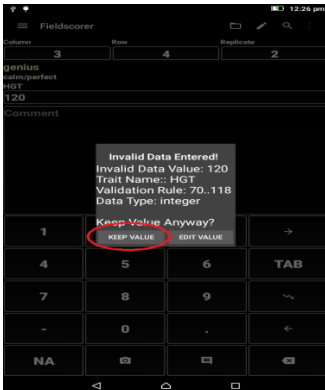 12:26 pm
Fieldscorer
Column Row Replicate
3 4 2
genius
calm/perfect
HGT
120
Comment
Invalid Data Entered!
Invalid Data Value: 120
Trait Name:: HGT
Validation Rule: 70..118
Data Type: integer
Keep Value Anyway?
KEEP VALUE EDIT VALUE
1
4 5 6 TAB
7 8 9
- 0 .
NA